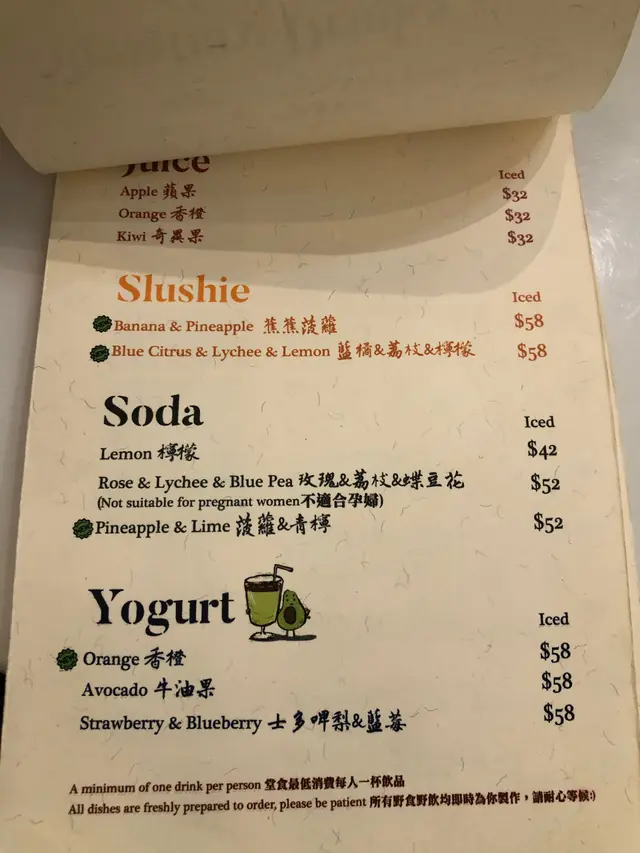 Juice
Iced
Apple 蘋果 $32
Orange 香橙 $32
Kiwi 奇異果 $32
Slushie
Iced
Banana & Pineapple 蕉蕉菠蘿 $58
Blue Citrus & Lychee & Lemon 藍橘&荔枝&檸檬 $58
Soda
Iced
Lemon 檸檬 $42
Rose & Lychee & Blue Pea 玫瑰&荔枝&蝶豆花 $52
(Not suitable for pregnant women不適合孕婦)
Pineapple & Lime 菠蘿&青檸 $52
Yogurt
Iced
Orange 香橙 $58
Avocado 牛油果 $58
Strawberry & Blueberry 士多啤梨&藍莓 $58
A minimum of one drink per person 堂食最低消費每人一杯飲品
All dishes are freshly prepared to order, please be patient 所有野食野飲均即時為你製作，請耐心等候:)